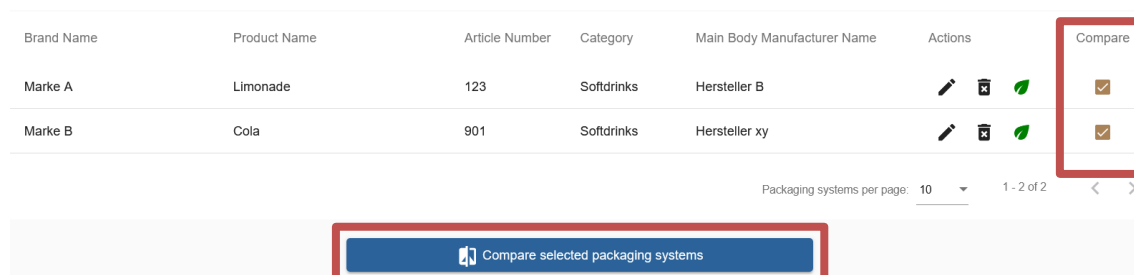 Brand Name Product Name Article Number Category Main Body Manufacturer Name Actions Compare
Marke A Limonade 123 Softdrinks Hersteller B
Marke B Cola 901 Softdrinks Hersteller xy
Packaging systems per page: 10 1 - 2 of 2
Compare selected packaging systems